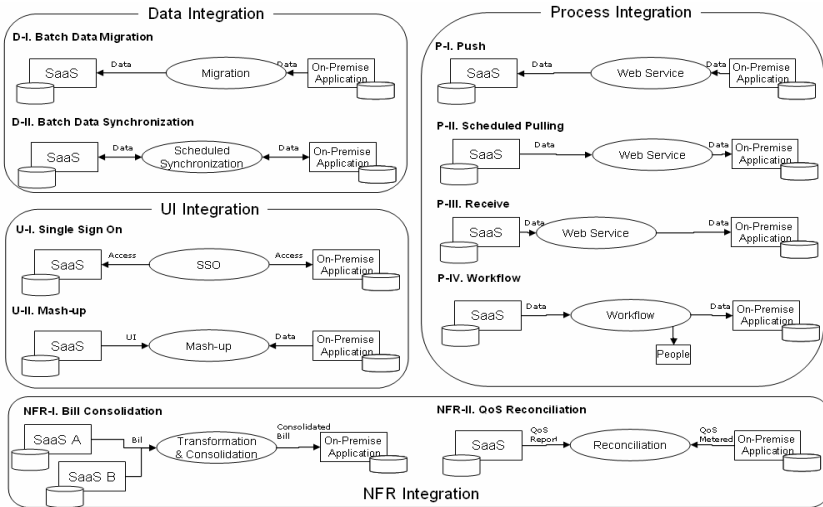 Data Integration
D-I. Batch Data Migration
SaaS
Data
Migration
Data
On-Premise
Application
D-II. Batch Data Synchronization
SaaS
Data
Scheduled
Synchronization
Data
On-Premise
Application
UI Integration
U-I. Single Sign On
SaaS
Access
SSO
Access
On-Premise
Application
U-II. Mash-up
SaaS
UI
Mash-up
Data
On-Premise
Application
Process Integration
P-I. Push
SaaS
Data
Web Service
Data
On-Premise
Application
P-II. Scheduled Pulling
SaaS
Data
Web Service
Data
On-Premise
Application
P-III. Receive
SaaS
Data
Web Service
Data
On-Premise
Application
P-IV. Workflow
SaaS
Data
Workflow
Data
On-Premise
Application
People
NFR-I. Bill Consolidation
SaaS A
SaaS B
Bil
Transformation
& Consolidation
Consolidated
Bill
On-Premise
Application
NFR-II. QoS Reconciliation
SaaS
QoS
Report
Reconciliation
QoS
Metered
On-Premise
Application
NFR Integration